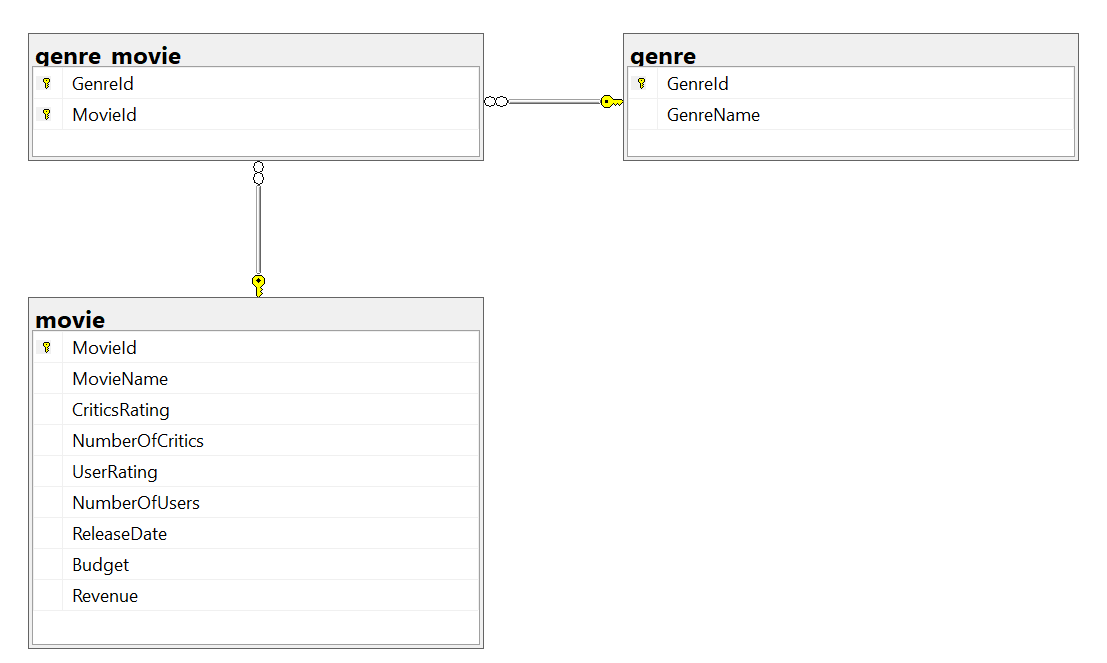 genre_movie
GenreId
MovieId
genre
GenreId
GenreName
movie
MovieId
MovieName
CriticsRating
NumberOfCritics
UserRating
NumberOfUsers
ReleaseDate
Budget
Revenue